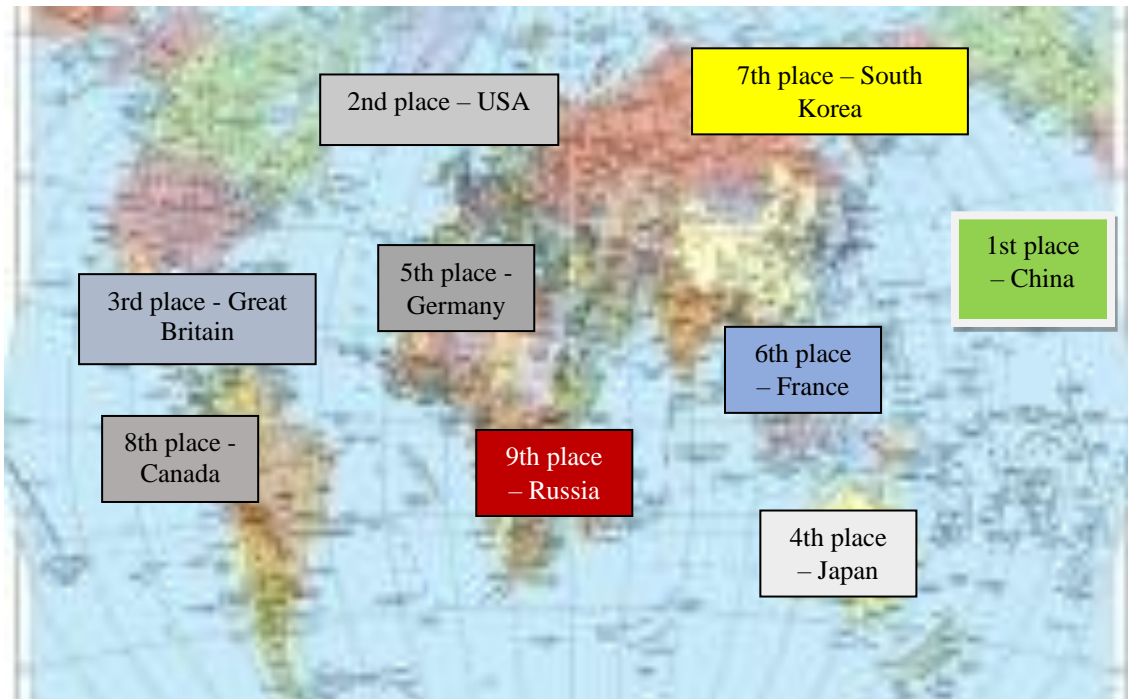 2nd place – USA
7th place – South
Korea
1st place
– China
5th place -
Germany
3rd place - Great
Britain
6th place
– France
8th place -
Canada
9th place
– Russia
4th place
– Japan